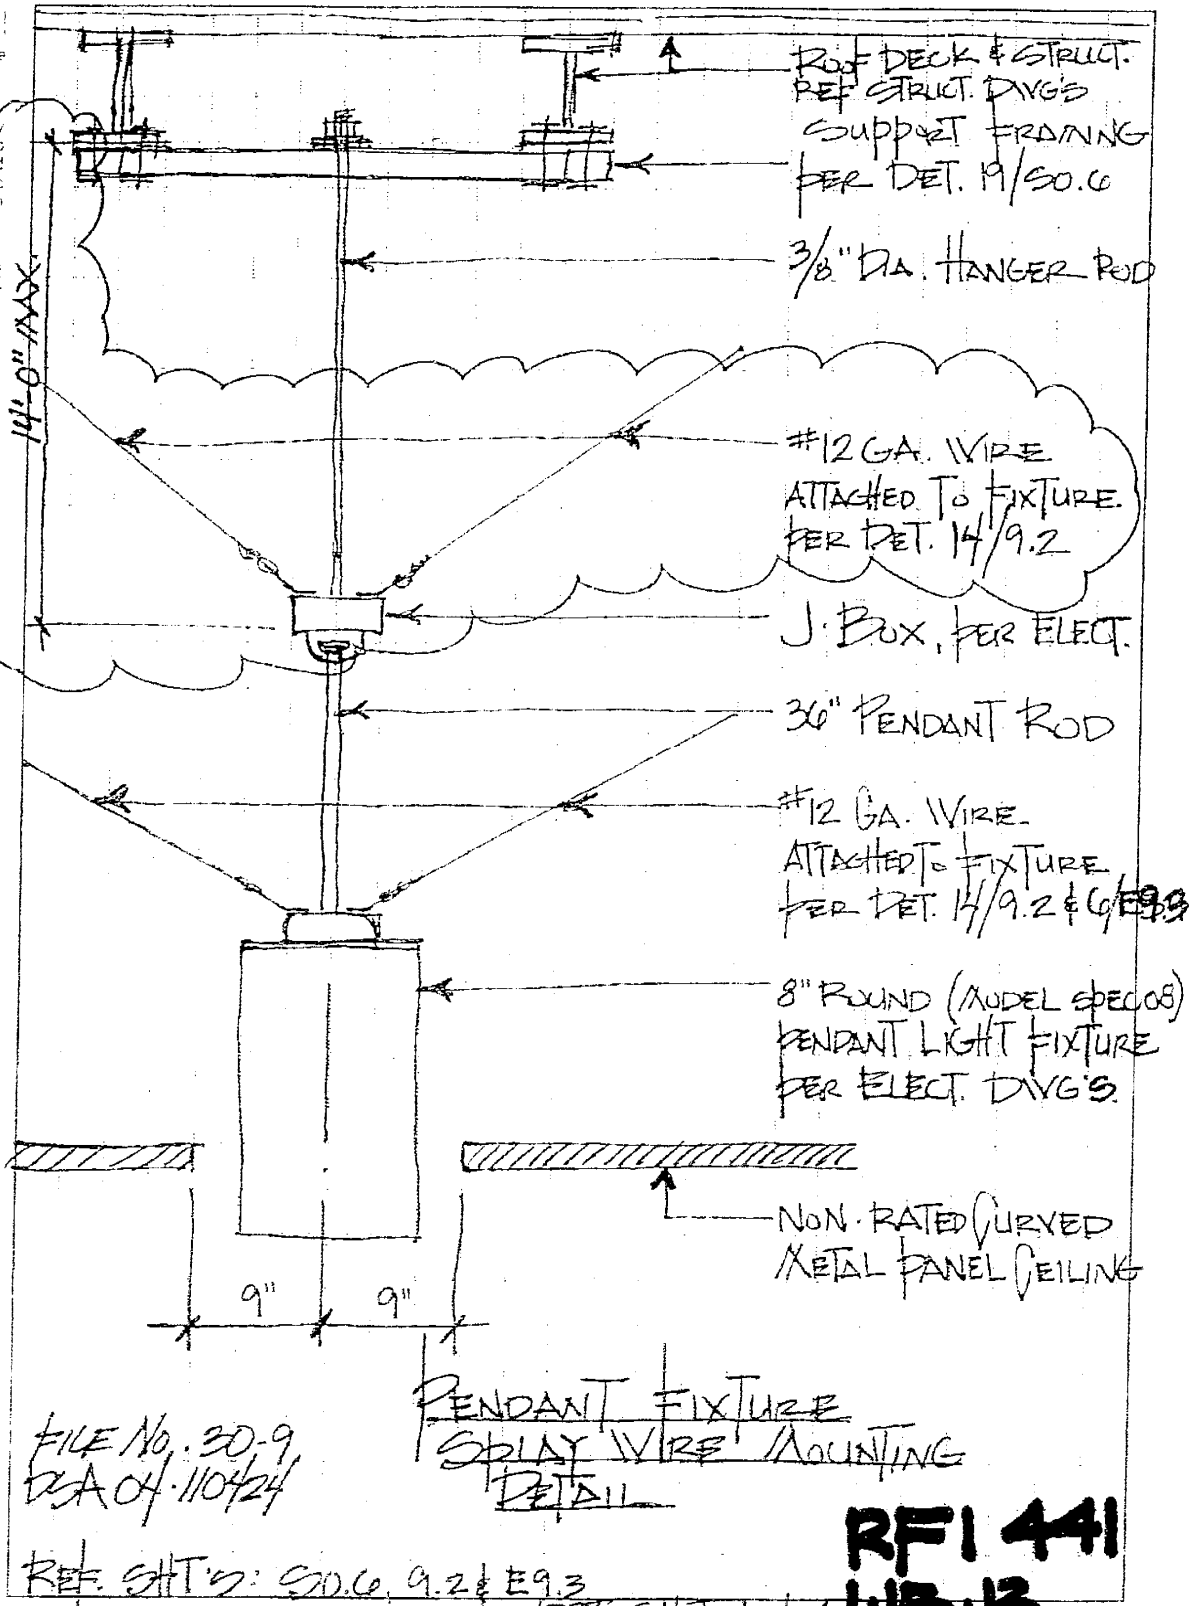 ROOF DECK & STRUCT.
REF STRUCT. DWG'S
SUPPORT FRAINNG
PER DET. 19/S0.6
3/8" DIA. HANGER ROD
14'-0" MAX.
#12 GA. WIRE
ATTACHED TO FIXTURE
PER DET. 14/9.2
J-BOX, PER ELECT.
36" PENDANT ROD
#12 GA. WIRE
ATTACHED TO FIXTURE
PER DET. 14/9.2 & 6/E9.3
8" ROUND (MODEL SPEC08)
PENDANT LIGHT FIXTURE
PER ELECT. DWG'S
NON-RATED CURVED
METAL PANEL CEILING
9" 9"
PENDANT FIXTURE
SPLAY WIRE MOUNTING
DETAIL
FILE No. 30-9
DSA 04-110424
RFI 441
REF. SHT'S: S0.6, 9.2 & E9.3